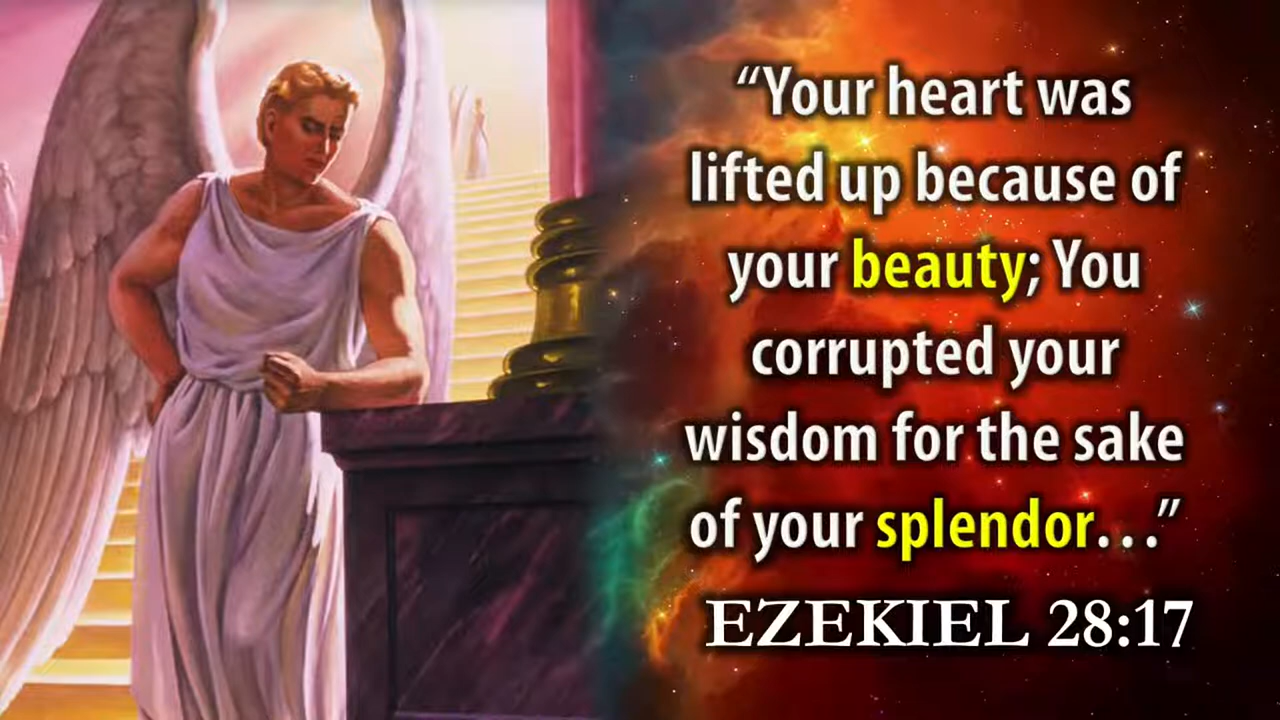 “Your heart was
lifted up because of
your beauty; You
corrupted your
wisdom for the sake
of your splendor…”
EZEKIEL 28:17